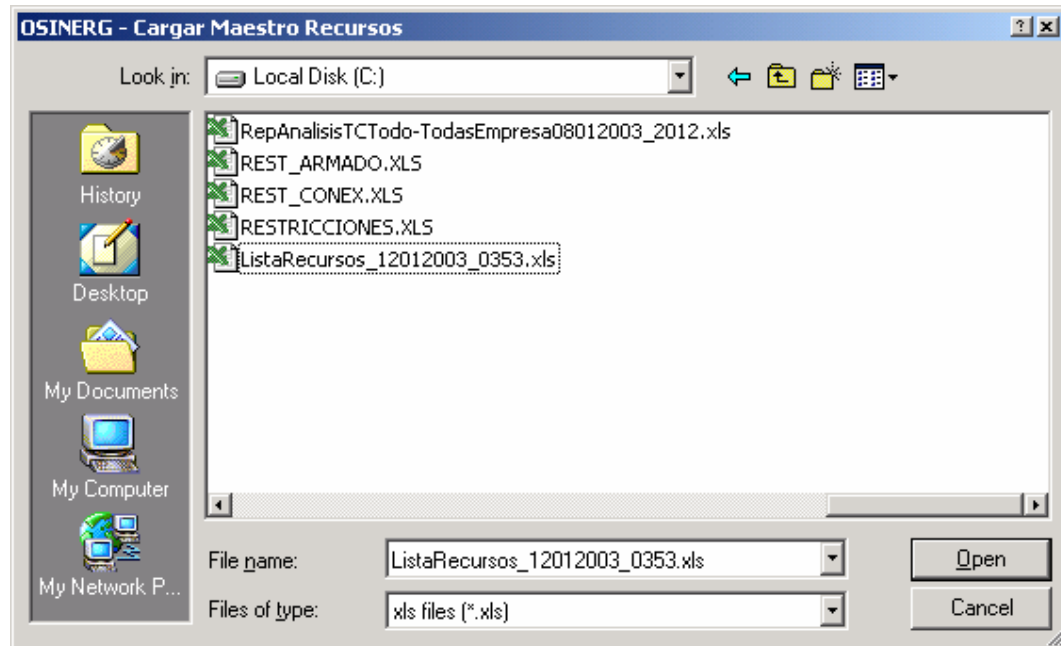 OSINERG - Cargar Maestro Recursos
Look in: Local Disk (C:)
History
Desktop
My Documents
My Computer
My Network P...
RepAnalisisTCTodo-TodasEmpresa08012003_2012.xls
REST_ARMADO.XLS
REST_CONEX.XLS
RESTRICCIONES.XLS
ListaRecursos_12012003_0353.xls
File name: ListaRecursos_12012003_0353.xls Open
Files of type: xls files (*.xls) Cancel